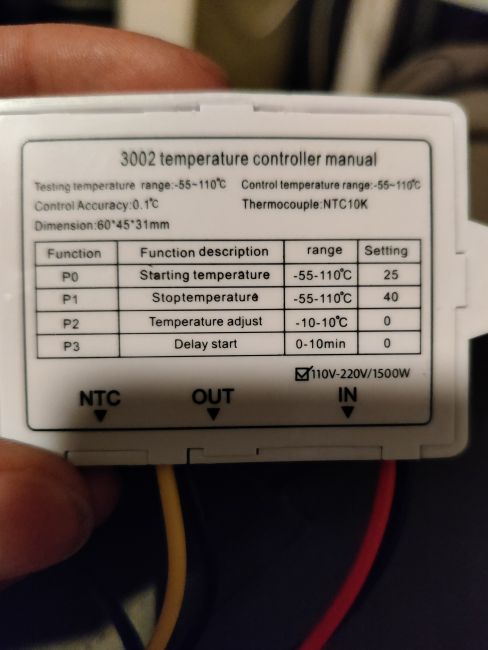 3002 temperature controller manual
Testing temperature range:-55~110℃ Control temperature range:-55~110℃
Control Accuracy:0.1℃ Thermocouple:NTC10K
Dimension:60*45*31mm
Function Function description range Setting
P0 Starting temperature -55-110℃ 25
P1 Stoptemperature -55-110℃ 40
P2 Temperature adjust -10-10℃ 0
P3 Delay start 0-10min 0
☑110V-220V/1500W
NTC OUT IN